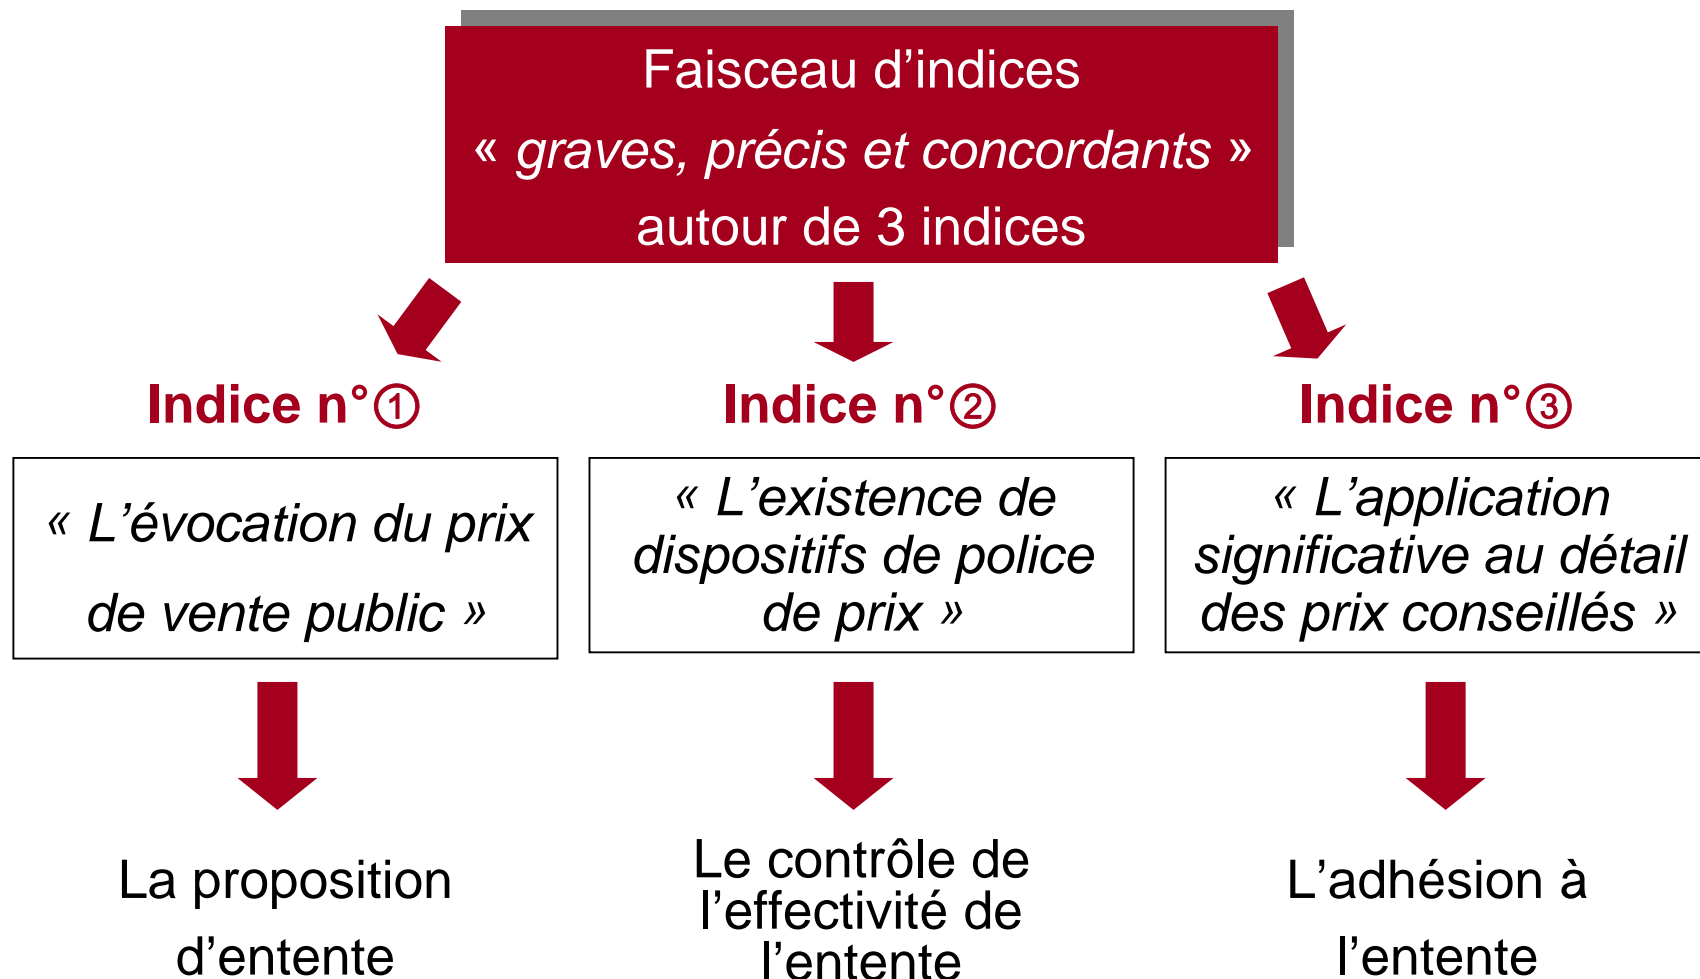 Faisceau d’indices
« graves, précis et concordants »
autour de 3 indices
Indice n°①
« L’évocation du prix
de vente public »
La proposition
d’entente
Indice n°②
« L’existence de
dispositifs de police
de prix »
Le contrôle de
l’effectivité de
l’entente
Indice n°③
« L’application
significative au détail
des prix conseillés »
L’adhésion à
l’entente